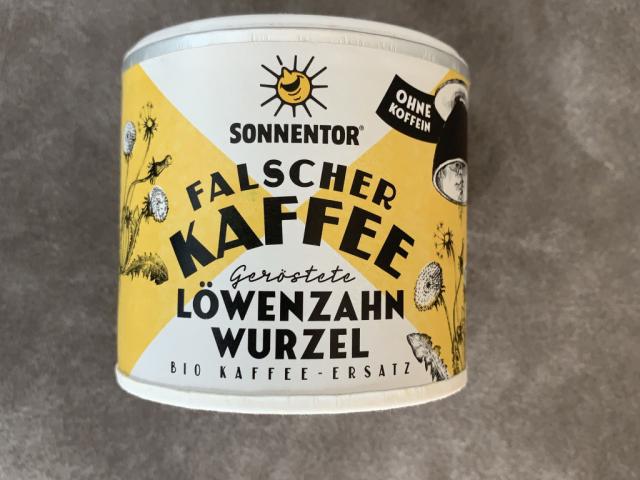 SONNENTOR®
OHNE
KOFFEIN
FALSCHER
KAFFEE
Geröstete
LÖWENZAHN
WURZEL
BIO KAFFEE-ERSATZ